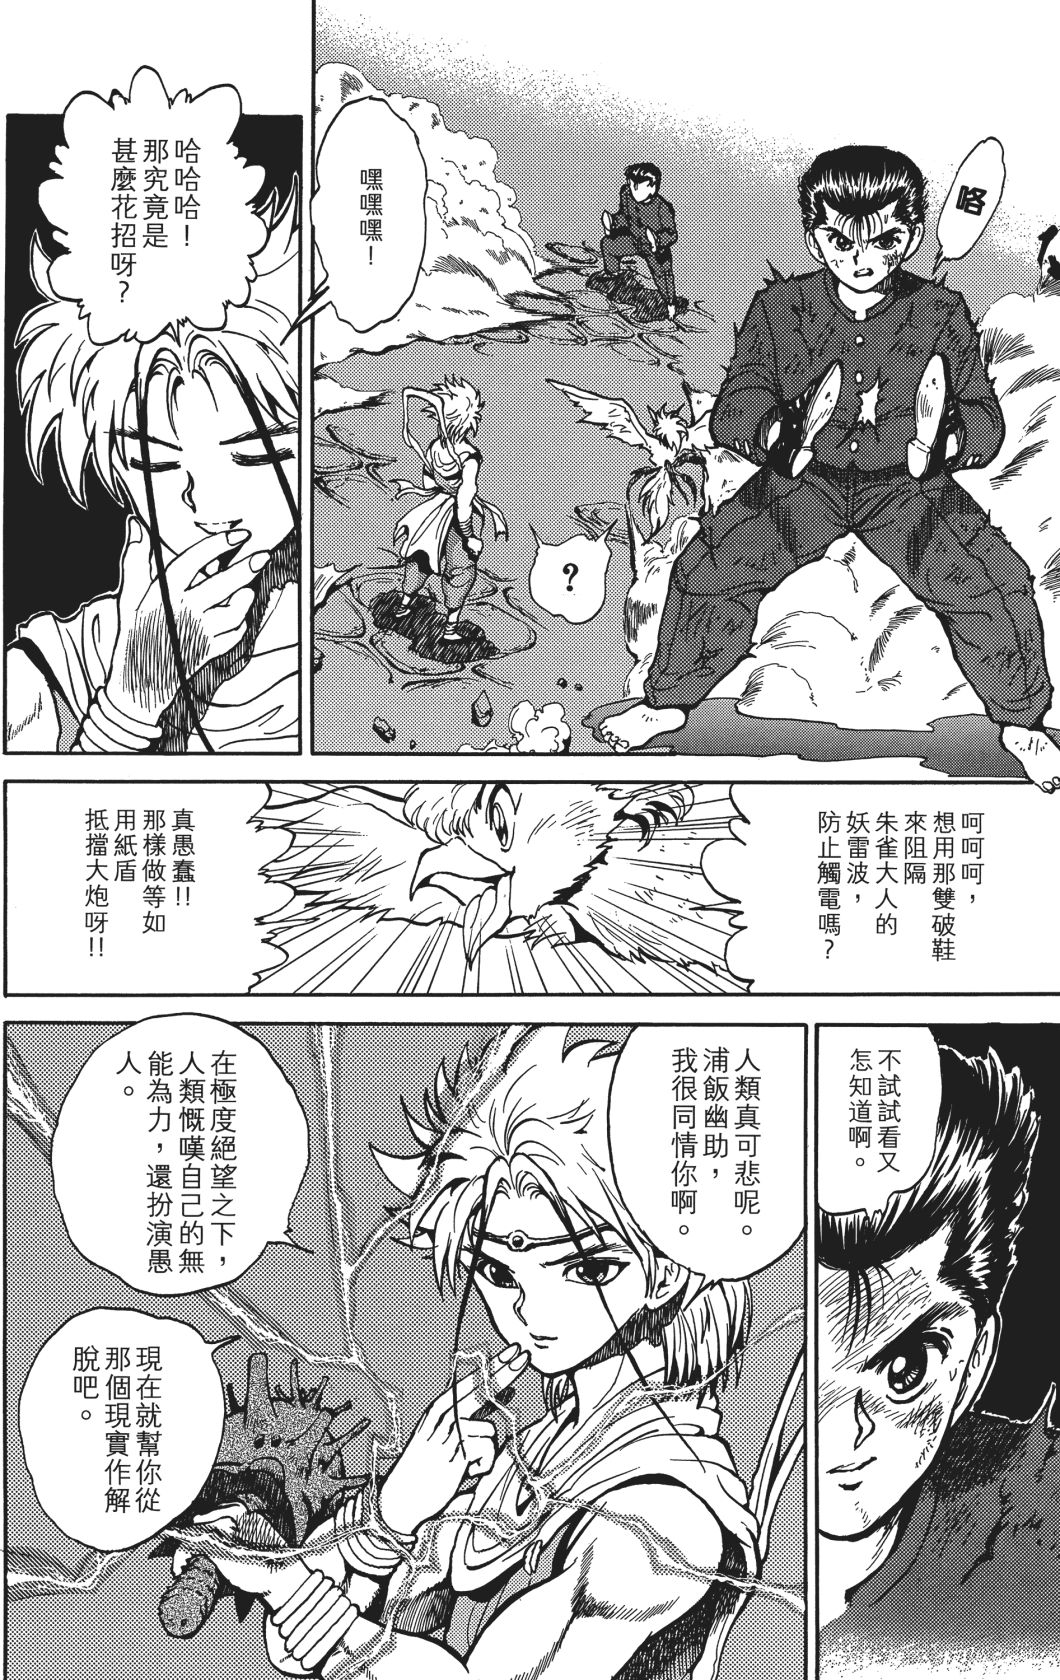 咯
?
嘿嘿嘿!
哈哈哈!
那究竟是
甚麼花招呀?
呵呵呵,
想用那雙破鞋
來阻隔
朱雀大人的
妖雷波,
防止觸電嗎?
真愚蠢!!
那樣做等如
用紙盾
抵擋大炮呀!!
不試試看又
怎知道啊。
人類真可悲呢。
浦飯幽助,
我很同情你啊。
在極度絕望之下,
人類慨嘆自己的無
能為力,還扮演愚
人。
現在就幫你從
那個現實作解
脫吧。